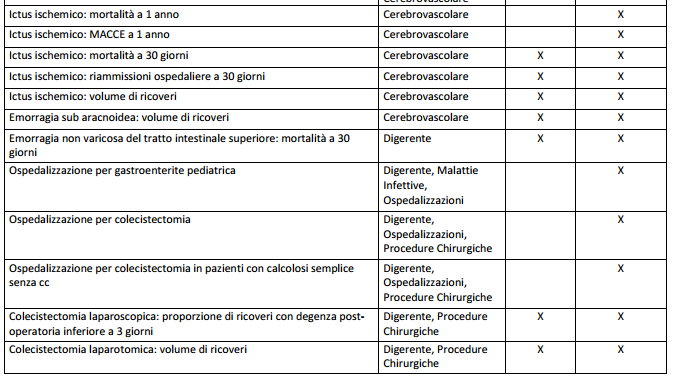 Cerebrovascolare
Ictus ischemico: mortalità a 1 anno Cerebrovascolare X
Ictus ischemico: MACCE a 1 anno Cerebrovascolare X
Ictus ischemico: mortalità a 30 giorni Cerebrovascolare X X
Ictus ischemico: riammissioni ospedaliere a 30 giorni Cerebrovascolare X X
Ictus ischemico: volume di ricoveri Cerebrovascolare X X
Emorragia sub aracnoidea: volume di ricoveri Cerebrovascolare X X
Emorragia non varicosa del tratto intestinale superiore: mortalità a 30 Digerente X X
giorni
Ospedalizzazione per gastroenterite pediatrica Digerente, Malattie X
Infettive,
Ospedalizzazioni
Ospedalizzazione per colecistectomia Digerente, X
Ospedalizzazioni,
Procedure Chirurgiche
Ospedalizzazione per colecistectomia in pazienti con calcolosi semplice Digerente, X
senza cc Ospedalizzazioni,
Procedure Chirurgiche
Colecistectomia laparoscopica: proporzione di ricoveri con degenza post- Digerente, Procedure X X
operatoria inferiore a 3 giorni Chirurgiche
Colecistectomia laparotomica: volume di ricoveri Digerente, Procedure X X
Chirurgiche